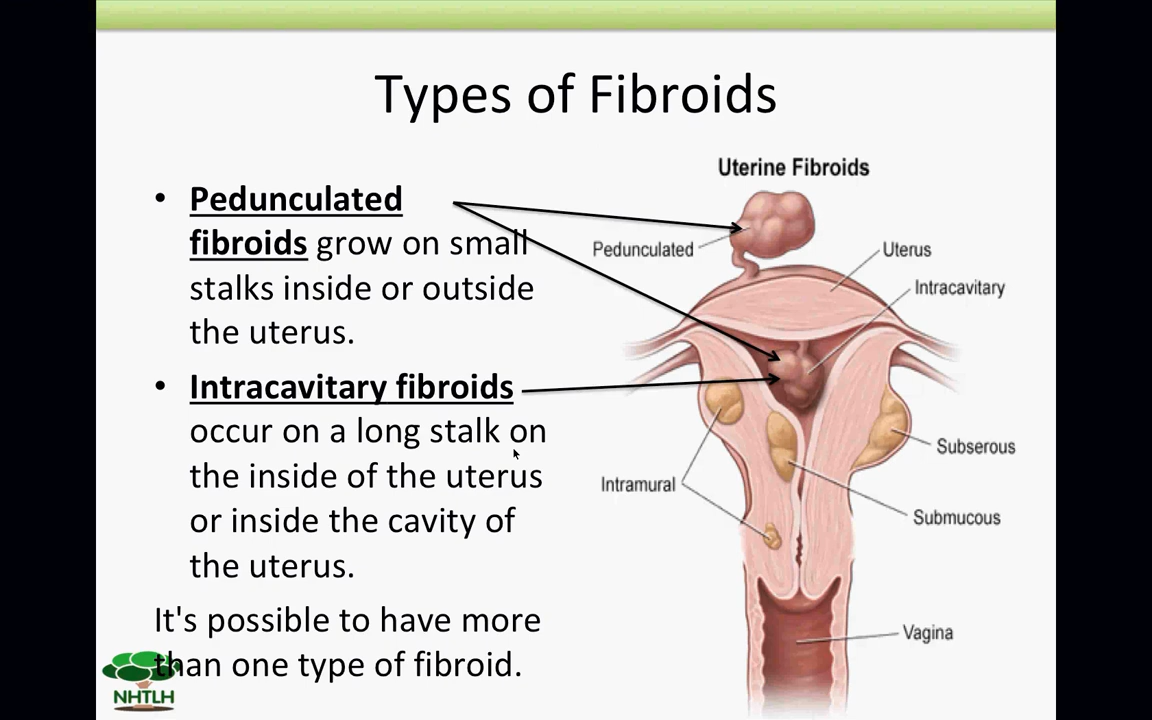 Types of Fibroids
• Pedunculated
fibroids grow on small
stalks inside or outside
the uterus.
• Intracavitary fibroids
occur on a long stalk on
the inside of the uterus
or inside the cavity of
the uterus.
It's possible to have more
than one type of fibroid.
NHTLH
Uterine Fibroids
Pedunculated
Uterus
Intracavitary
Subserous
Intramural
Submucous
Vagina